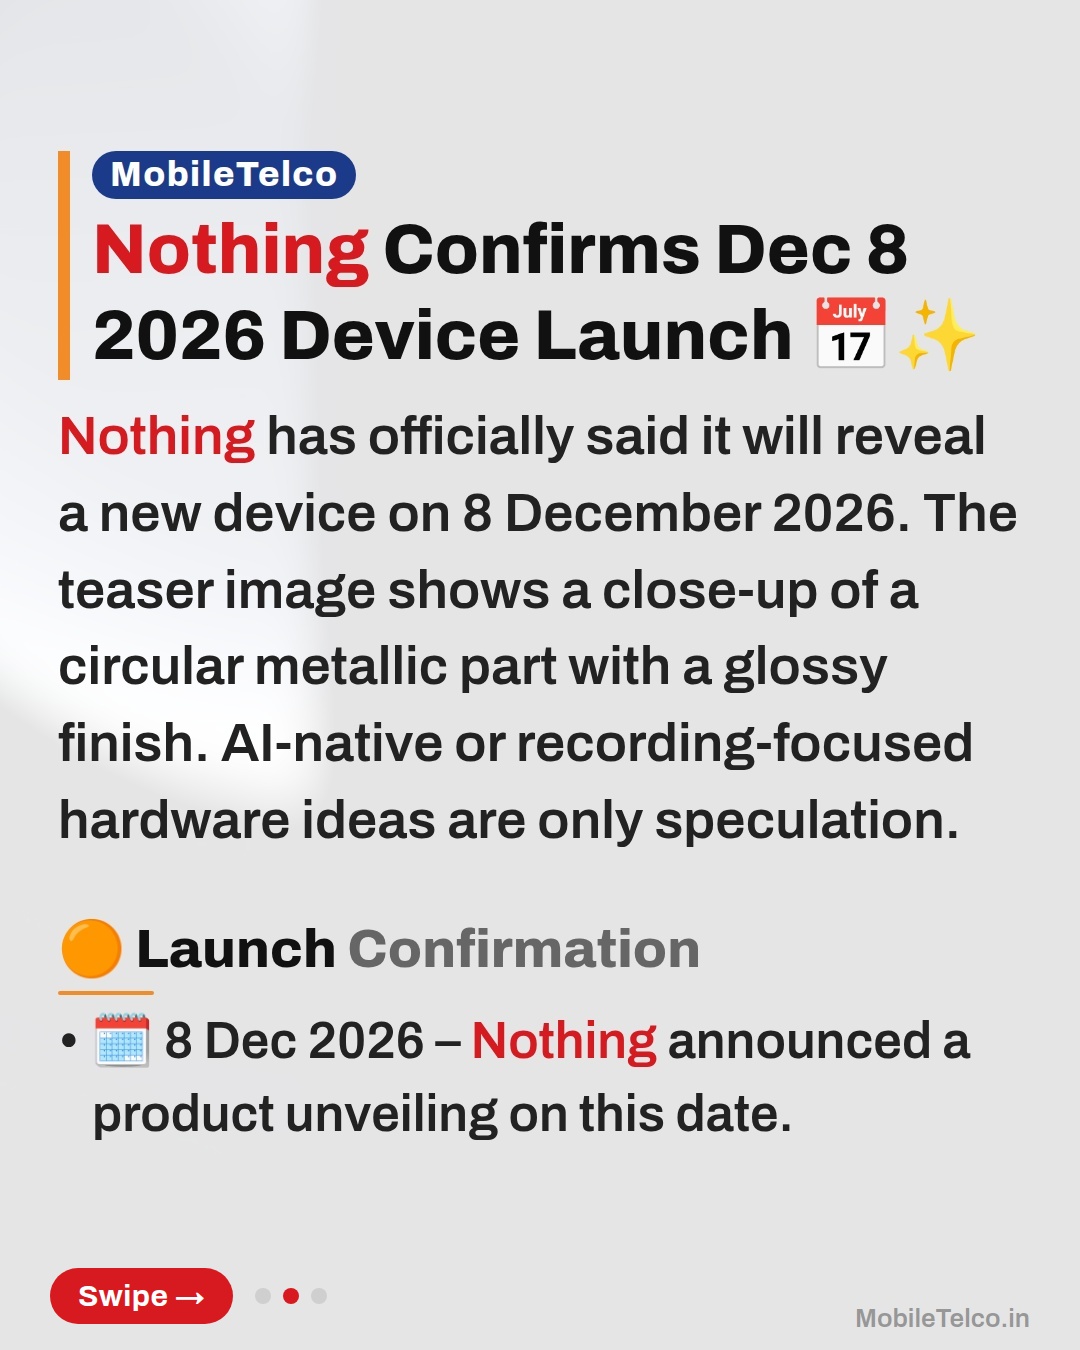 MobileTelco
Nothing Confirms Dec 8
2026 Device Launch 📅✨
Nothing has officially said it will reveal
a new device on 8 December 2026. The
teaser image shows a close-up of a
circular metallic part with a glossy
finish. AI-native or recording-focused
hardware ideas are only speculation.
🟠 Launch Confirmation
• 🗓️ 8 Dec 2026 – Nothing announced a
product unveiling on this date.
Swipe →
MobileTelco.in